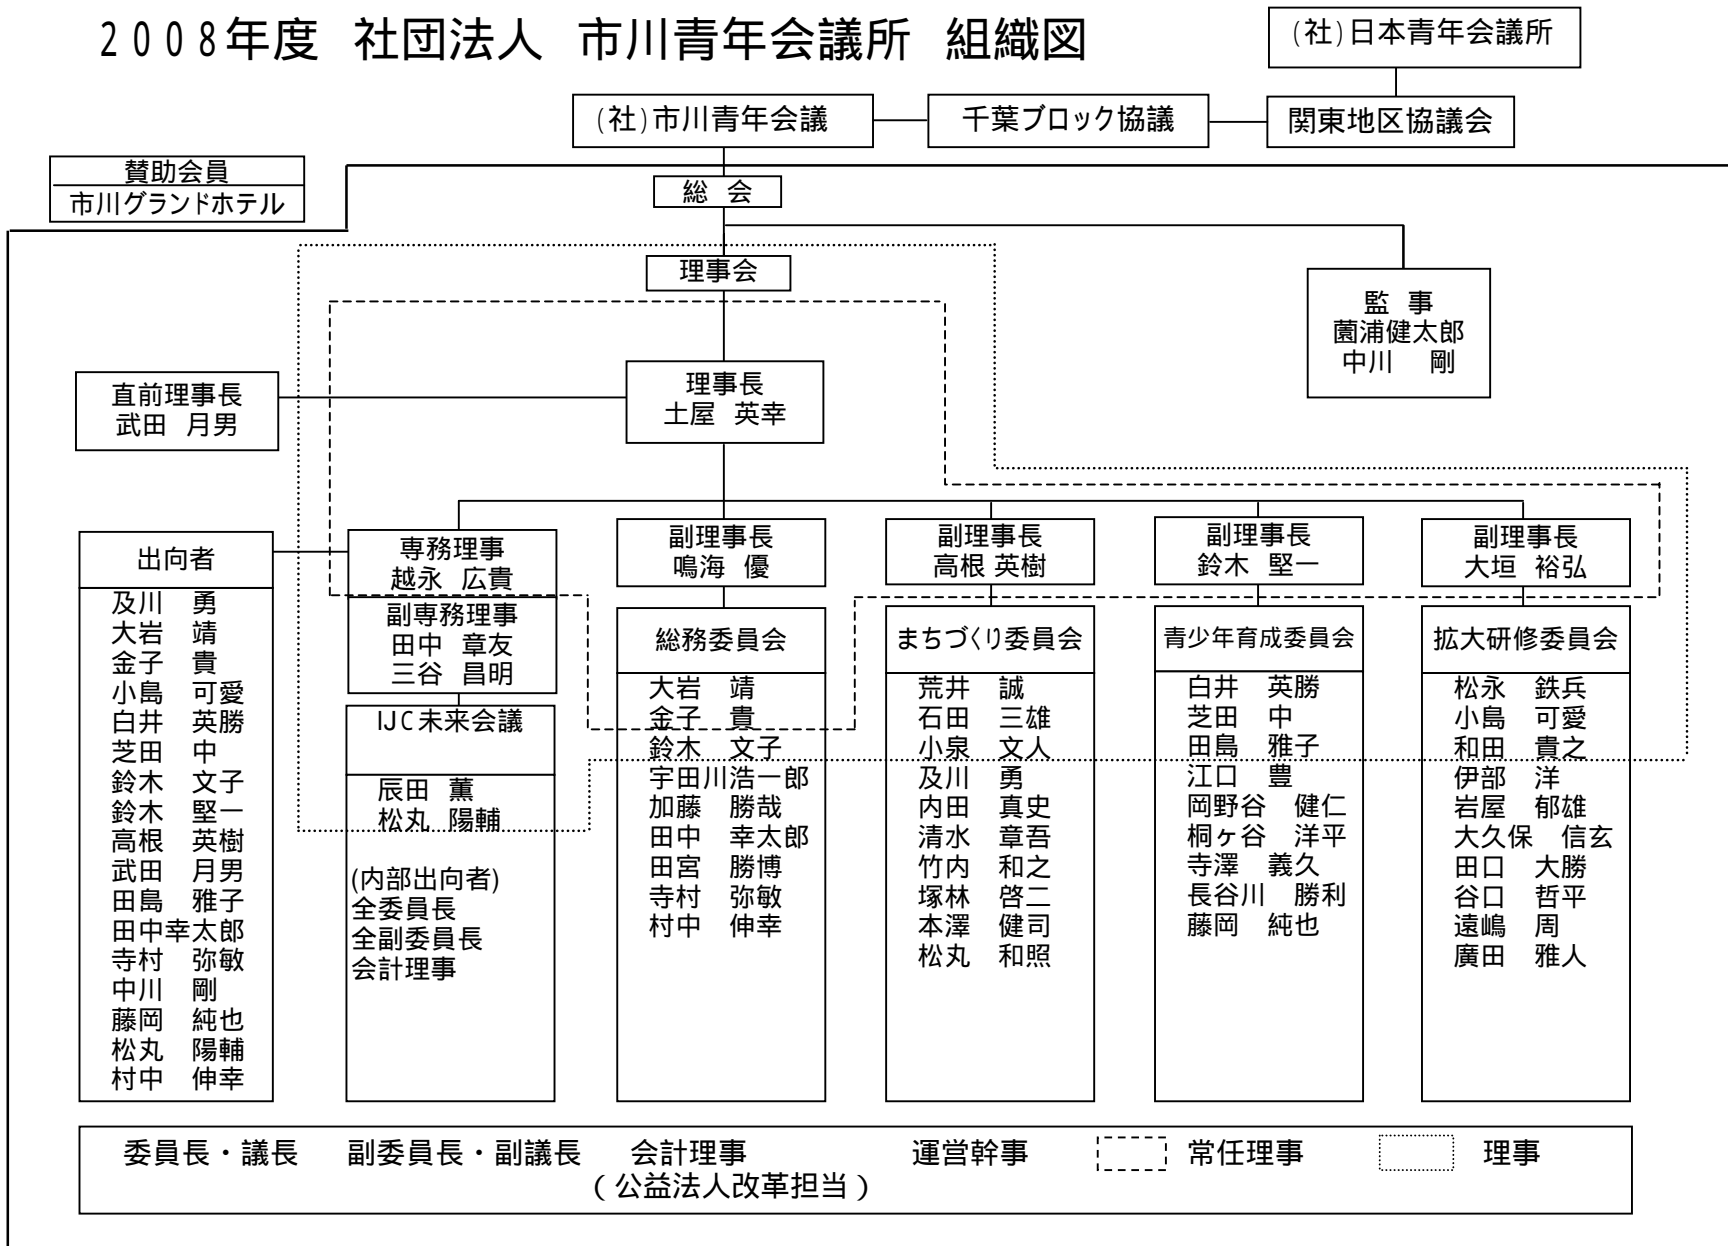 2008年度 社団法人 市川青年会議所 組織図
(社)日本青年会議所
(社)市川青年会議
千葉ブロック協議
関東地区協議会
賛助会員
市川グランドホテル
総 会
理事会
監 事
薗浦健太郎
中川 剛
直前理事長
武田 月男
理事長
土屋 英幸
出向者
及川 勇
大岩 靖
金子 貴
小島 可愛
白井 英勝
芝田 中
鈴木 文子
鈴木 堅一
高根 英樹
武田 月男
田島 雅子
田中幸太郎
寺村 弥敏
中川 剛
藤岡 純也
松丸 陽輔
村中 伸幸
専務理事
越永 広貴
副専務理事
田中 章友
三谷 昌明
IJC未来会議
辰田 薫
松丸 陽輔
(内部出向者)
全委員長
全副委員長
会計理事
副理事長
鳴海 優
総務委員会
大岩 靖
金子 貴
鈴木 文子
宇田川浩一郎
加藤 勝哉
田中 幸太郎
田宮 勝博
寺村 弥敏
村中 伸幸
副理事長
高根 英樹
まちづくり委員会
荒井 誠
石田 三雄
小泉 文人
及川 勇
内田 真史
清水 章吾
竹内 和之
塚林 啓二
本澤 健司
松丸 和照
副理事長
鈴木 堅一
青少年育成委員会
白井 英勝
芝田 中
田島 雅子
江口 豊
岡野谷 健仁
桐ヶ谷 洋平
寺澤 義久
長谷川 勝利
藤岡 純也
副理事長
大垣 裕弘
拡大研修委員会
松永 鉄兵
小島 可愛
和田 貴之
伊部 洋
岩屋 郁雄
大久保 信玄
田口 大勝
谷口 哲平
遠嶋 周
廣田 雅人
委員長・議長 副委員長・副議長 会計理事 運営幹事 常任理事 理事
(公益法人改革担当)